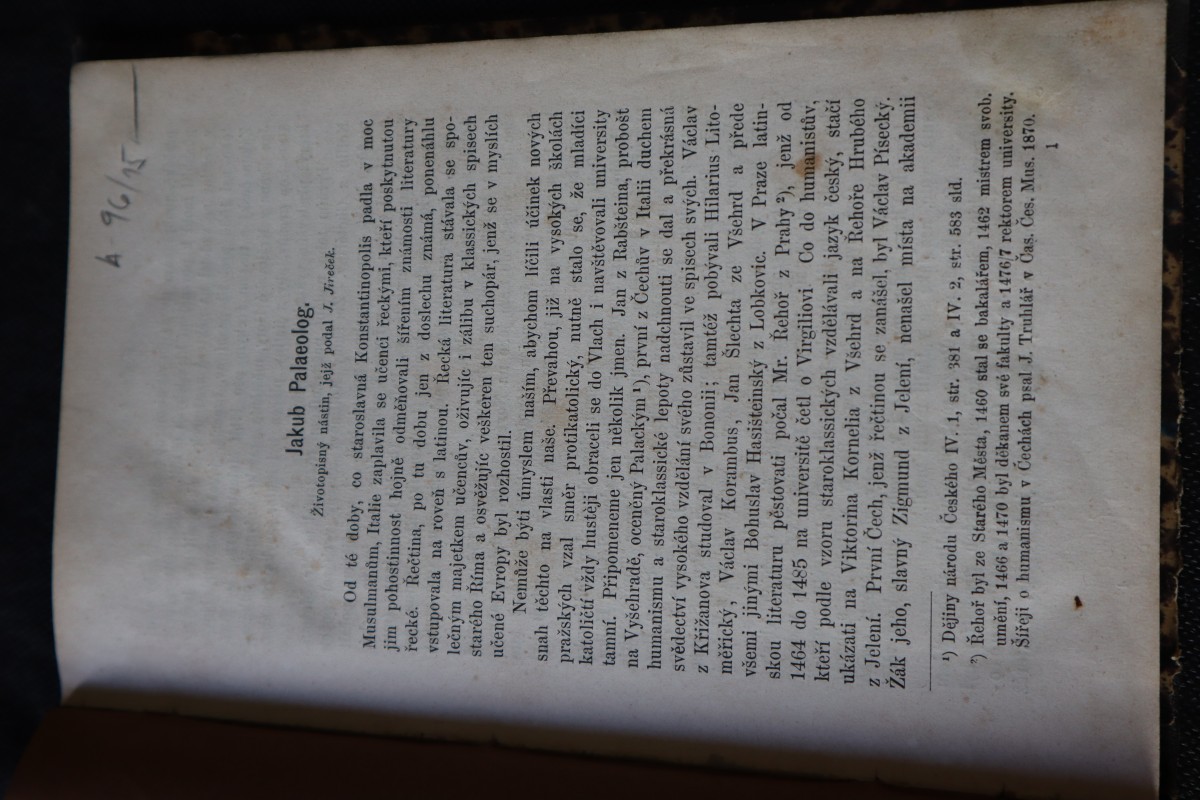 A 96/25
Jakub Palaeolog.
Životopisný nástin, jejž podal J. Jireček.
Od té doby, co staroslavná Konstantinopolis padla v moc
Musulmanům, Italie zaplavila se učenci řeckými, kteří poskytnutou
jim pohostinnost hojně odměňovali šířením známosti literatury
řecké. Řečtina, po tu dobu jen z doslechu známá, ponenáhlu
vstupovala na roveň s latinou. Řecká literatura stávala se spo-
lečným majetkem učencův, oživujíc i zálibu v klassických spisech
starého Říma a osvěžujíc veškeren ten suchopár, jenž se v myslích
učené Evropy byl rozhostil.
Nemůže býti úmyslem naším, abychom líčili účinek nových
snah těchto na vlasti naše. Převahou, již na vysokých školách
pražských vzal směr protikatolický, nutně stalo se, že mladíci
katoličtí vždy hustěji obraceli se do Vlach i navštěvovali university
tamní. Připomeneme jen několik jmen. Jan z Rabšteina, probošt
na Vyšehradě, oceněný Palackým ¹), první z Čechův v Italii duchem
humanismu a staroklassické lepoty nadchnouti se dal a překrásná
svědectví vysokého vzdělání svého zůstavil ve spisech svých. Václav
z Křižanova studoval v Bononii; tamtéž pobývali Hilarius Lito-
měřický, Václav Korambus, Jan Šlechta ze Všehrd a přede
všemi jinými Bohuslav Hasišteinský z Lobkovic. V Praze latin-
skou literaturu pěstovati počal Mr. Řehoř z Prahy ²), jenž od
1464 do 1485 na universitě četl o Virgiliovi Co do humanistův,
kteří podle vzoru staroklassických vzdělávali jazyk český, stačí
ukázati na Viktorina Kornelia z Všehrd a na Řehoře Hrubého
z Jelení. První Čech, jenž řečtinou se zanášel, byl Václav Písecký.
Žák jeho, slavný Zigmund z Jelení, nenašel místa na akademii
¹) Dějiny národu Českého IV. 1, str. 381 a IV. 2, str. 583 sld.
²) Řehoř byl ze Starého Města, 1460 stal se bakalářem, 1462 mistrem svob.
umění, 1466 a 1470 byl děkanem své fakulty a 1476/7 rektorem university.
Šířeji o humanismu v Čechách psal J. Truhlář v Čas. Čes. Mus. 1870.
1